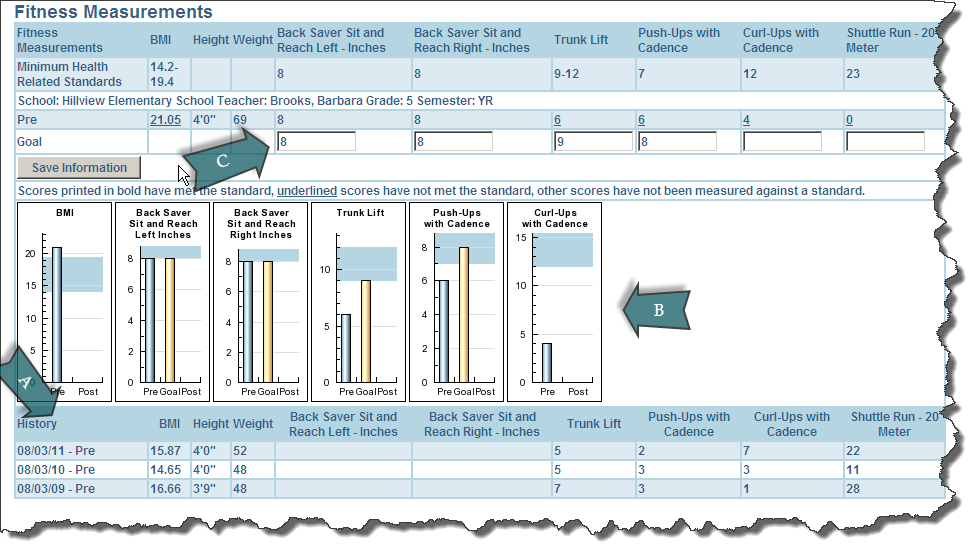 Fitness Measurements
Fitness Measurements BMI Height Weight Back Saver Sit and Reach Left - Inches Back Saver Sit and Reach Right - Inches Trunk Lift Push-Ups with Cadence Curl-Ups with Cadence Shuttle Run - 20 Meter
Minimum Health Related Standards 14.2-19.4 8 8 9-12 7 12 23
School: Hillview Elementary School Teacher: Brooks, Barbara Grade: 5 Semester: YR
Pre 21.05 4'0" 69 8 8 6 6 4 0
Goal 8 8 9 8
C
Save Information
Scores printed in bold have met the standard, underlined scores have not met the standard, other scores have not been measured against a standard.
BMI
20
15
10
5
0
Pre Post
Back Saver
Sit and Reach
Left Inches
8
6
4
2
0
Pre Goal Post
Back Saver
Sit and Reach
Right Inches
8
6
4
2
0
Pre Goal Post
Trunk Lift
10
5
0
Pre Goal Post
Push-Ups
with Cadence
8
6
4
2
0
Pre Goal Post
Curl-Ups
with Cadence
15
10
5
0
Pre Post
B
A
History BMI Height Weight Back Saver Sit and Reach Left - Inches Back Saver Sit and Reach Right - Inches Trunk Lift Push-Ups with Cadence Curl-Ups with Cadence Shuttle Run - 20 Meter
08/03/11 - Pre 15.87 4'0" 52 5 2 7 22
08/03/10 - Pre 14.65 4'0" 48 5 3 3 11
08/03/09 - Pre 16.66 3'9" 48 7 3 1 28